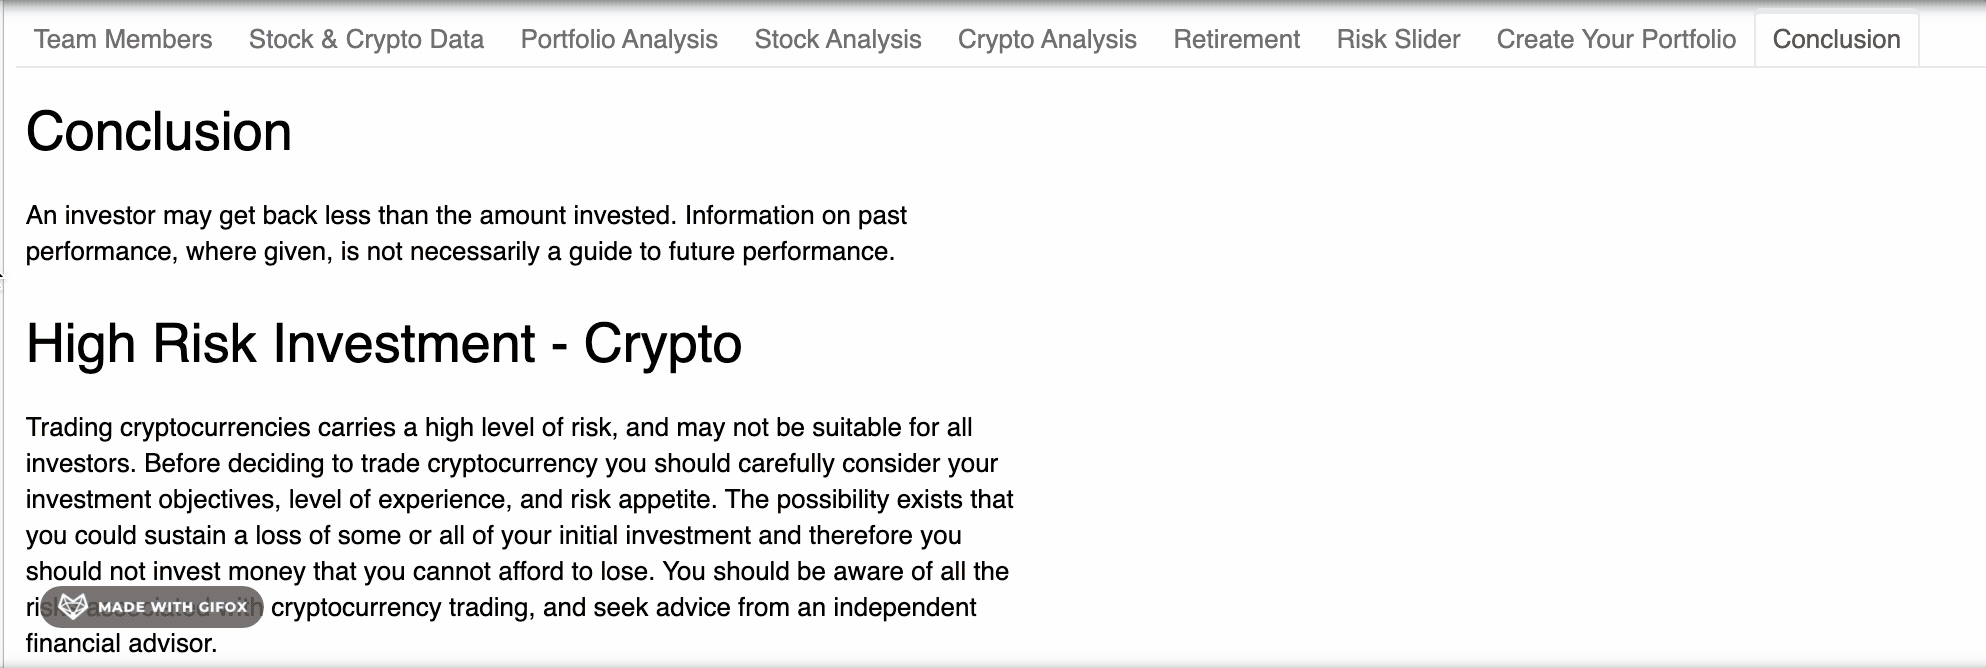 Team Members Stock & Crypto Data Portfolio Analysis Stock Analysis Crypto Analysis Retirement Risk Slider Create Your Portfolio Conclusion
Conclusion
An investor may get back less than the amount invested. Information on past
performance, where given, is not necessarily a guide to future performance.
High Risk Investment - Crypto
Trading cryptocurrencies carries a high level of risk, and may not be suitable for all
investors. Before deciding to trade cryptocurrency you should carefully consider your
investment objectives, level of experience, and risk appetite. The possibility exists that
you could sustain a loss of some or all of your initial investment and therefore you
should not invest money that you cannot afford to lose. You should be aware of all the
MADE WITH GIFOX cryptocurrency trading, and seek advice from an independent
financial advisor.